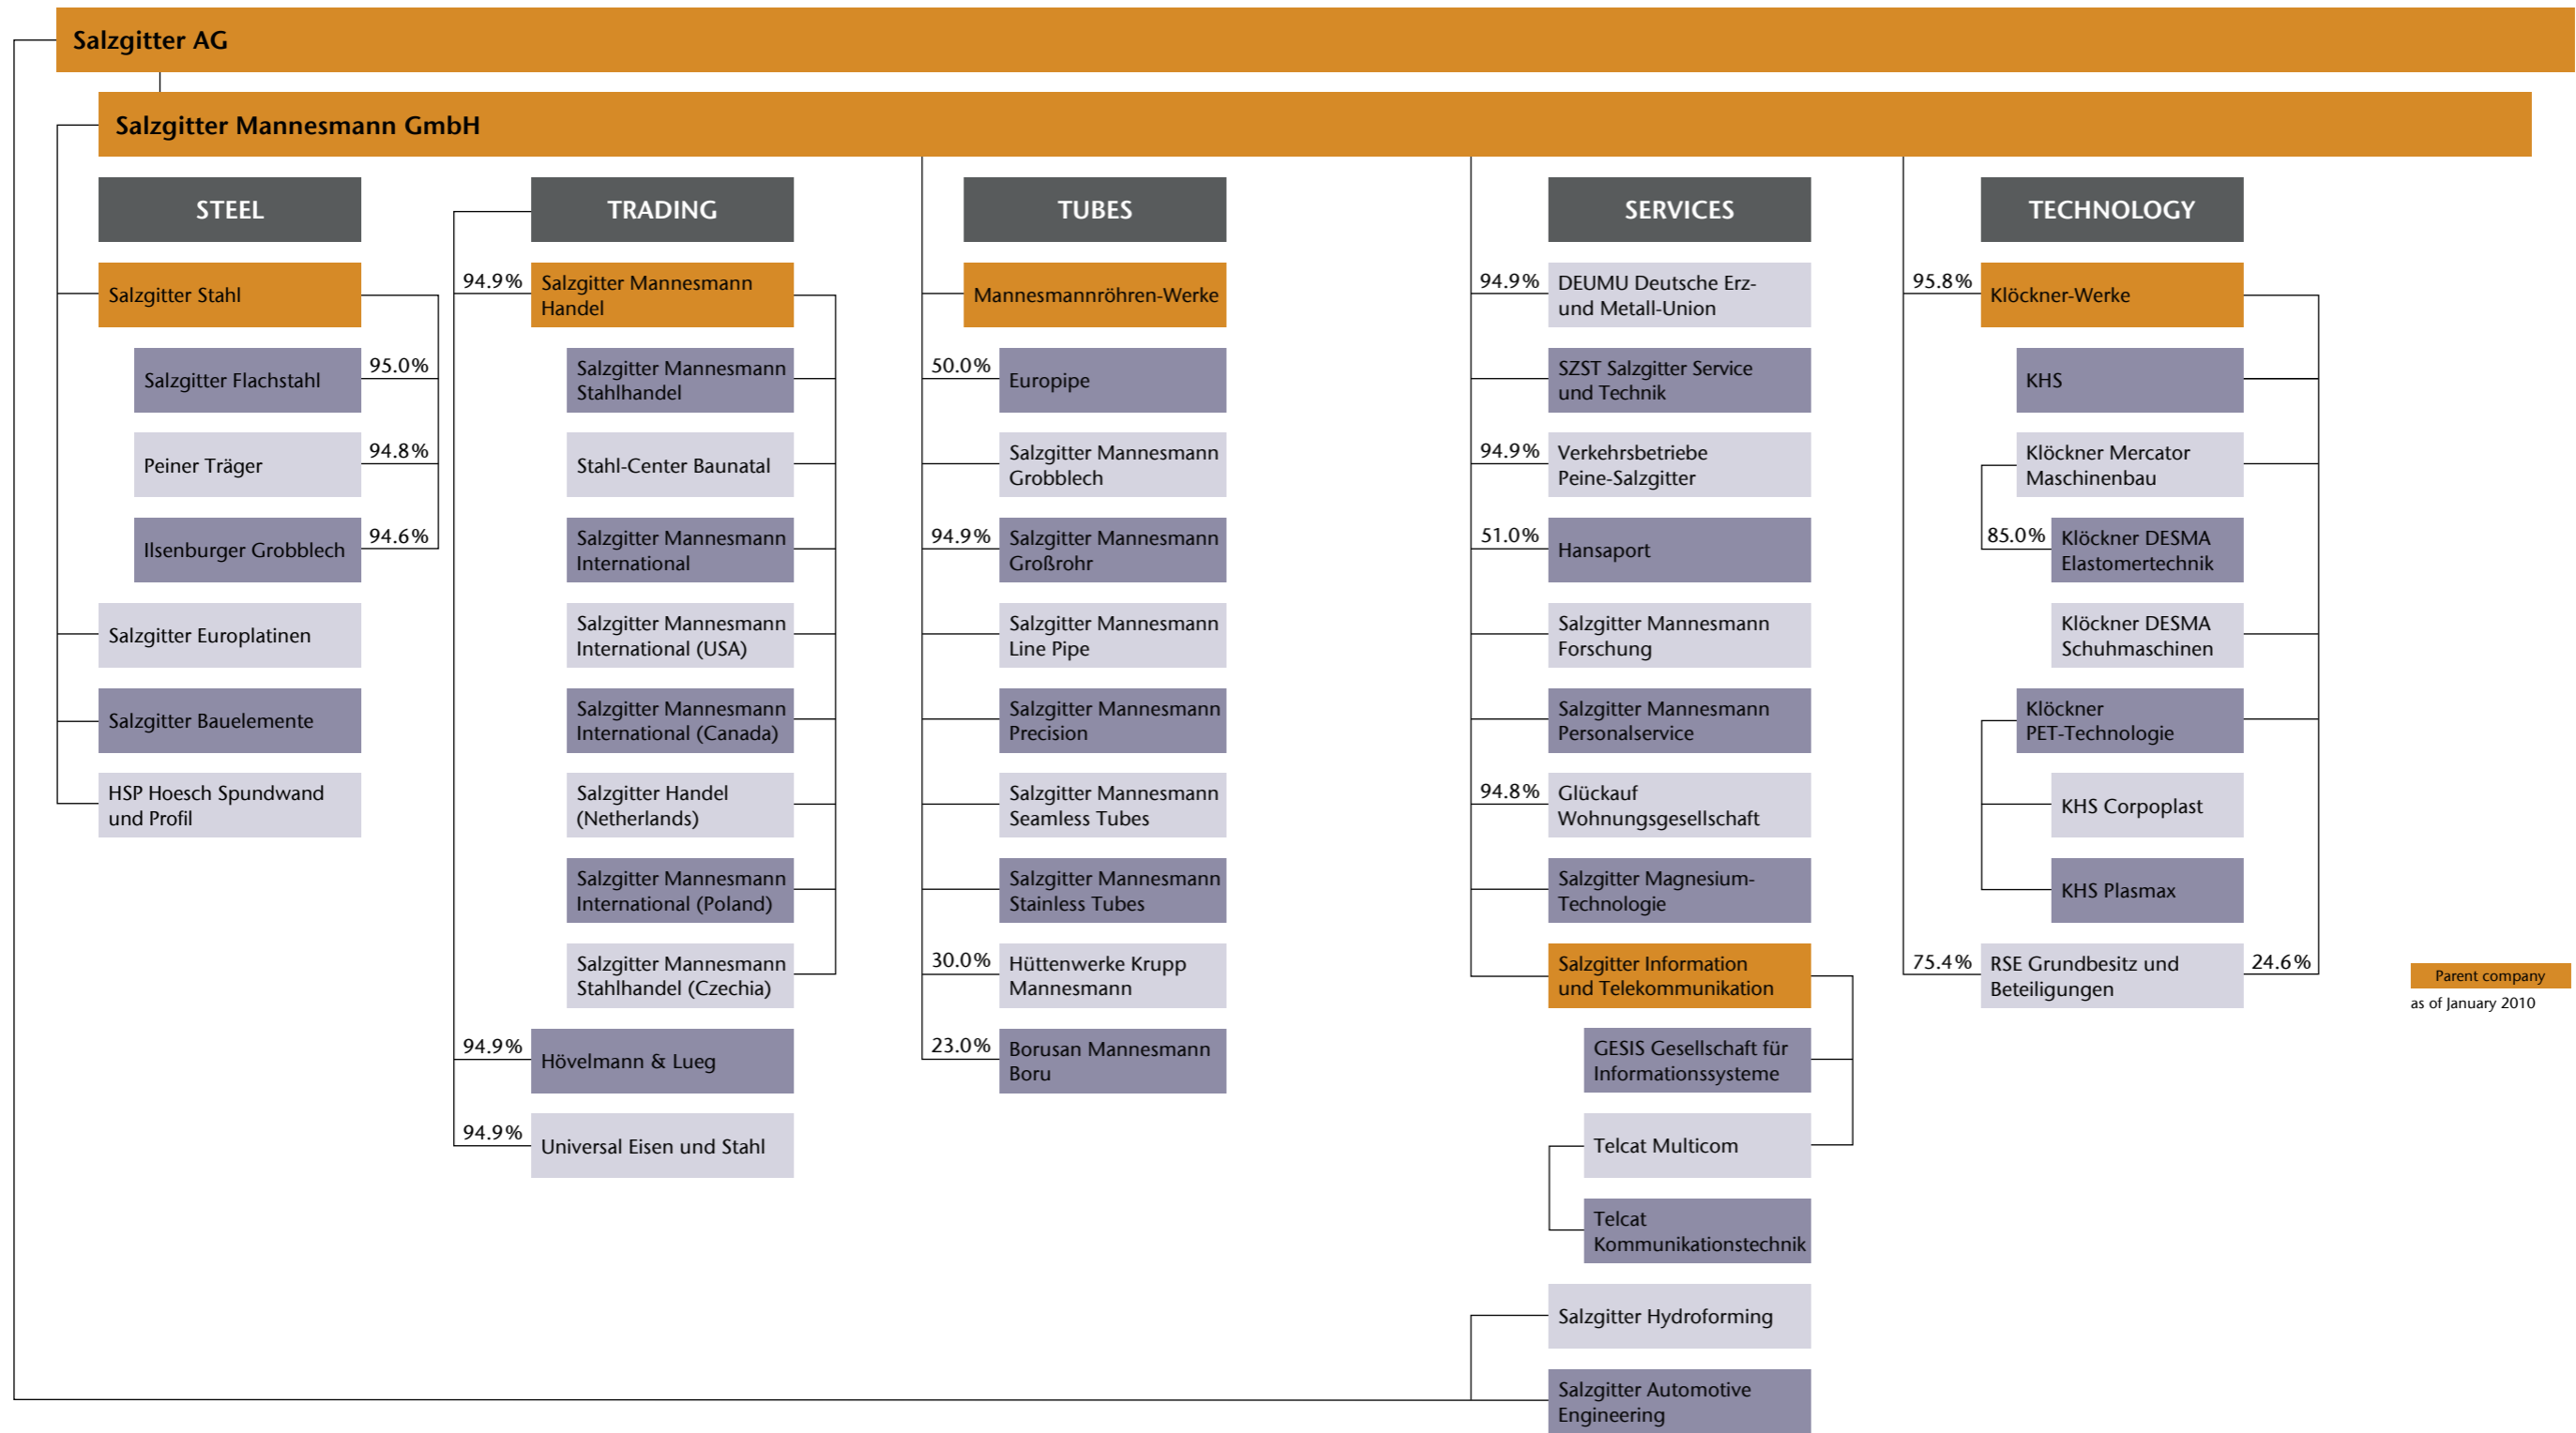 Salzgitter AG
Salzgitter Mannesmann GmbH
STEEL
Salzgitter Stahl
Salzgitter Flachstahl
95.0%
Peiner Träger
94.8%
Ilsenburger Grobblech
94.6%
Salzgitter Europlatinen
Salzgitter Bauelemente
HSP Hoesch Spundwand
und Profil
TRADING
94.9%
Salzgitter Mannesmann
Handel
Salzgitter Mannesmann
Stahlhandel
Stahl-Center Baunatal
Salzgitter Mannesmann
International
Salzgitter Mannesmann
International (USA)
Salzgitter Mannesmann
International (Canada)
Salzgitter Handel
(Netherlands)
Salzgitter Mannesmann
International (Poland)
Salzgitter Mannesmann
Stahlhandel (Czechia)
94.9%
Hövelmann & Lueg
94.9%
Universal Eisen und Stahl
TUBES
Mannesmannröhren-Werke
50.0%
Europipe
Salzgitter Mannesmann
Grobblech
94.9%
Salzgitter Mannesmann
Großrohr
Salzgitter Mannesmann
Line Pipe
Salzgitter Mannesmann
Precision
Salzgitter Mannesmann
Seamless Tubes
Salzgitter Mannesmann
Stainless Tubes
30.0%
Hüttenwerke Krupp
Mannesmann
23.0%
Borusan Mannesmann
Boru
SERVICES
94.9%
DEUMU Deutsche Erz-
und Metall-Union
SZST Salzgitter Service
und Technik
94.9%
Verkehrsbetriebe
Peine-Salzgitter
51.0%
Hansaport
Salzgitter Mannesmann
Forschung
Salzgitter Mannesmann
Personalservice
94.8%
Glückauf
Wohnungsgesellschaft
Salzgitter Magnesium-
Technologie
Salzgitter Information
und Telekommunikation
GESIS Gesellschaft für
Informationssysteme
Telcat Multicom
Telcat
Kommunikationstechnik
Salzgitter Hydroforming
Salzgitter Automotive
Engineering
TECHNOLOGY
95.8%
Klöckner-Werke
KHS
Klöckner Mercator
Maschinenbau
85.0%
Klöckner DESMA
Elastomertechnik
Klöckner DESMA
Schuhmaschinen
Klöckner
PET-Technologie
KHS Corpoplast
KHS Plasmax
75.4%
RSE Grundbesitz und
Beteiligungen
24.6%
Parent company
as of January 2010